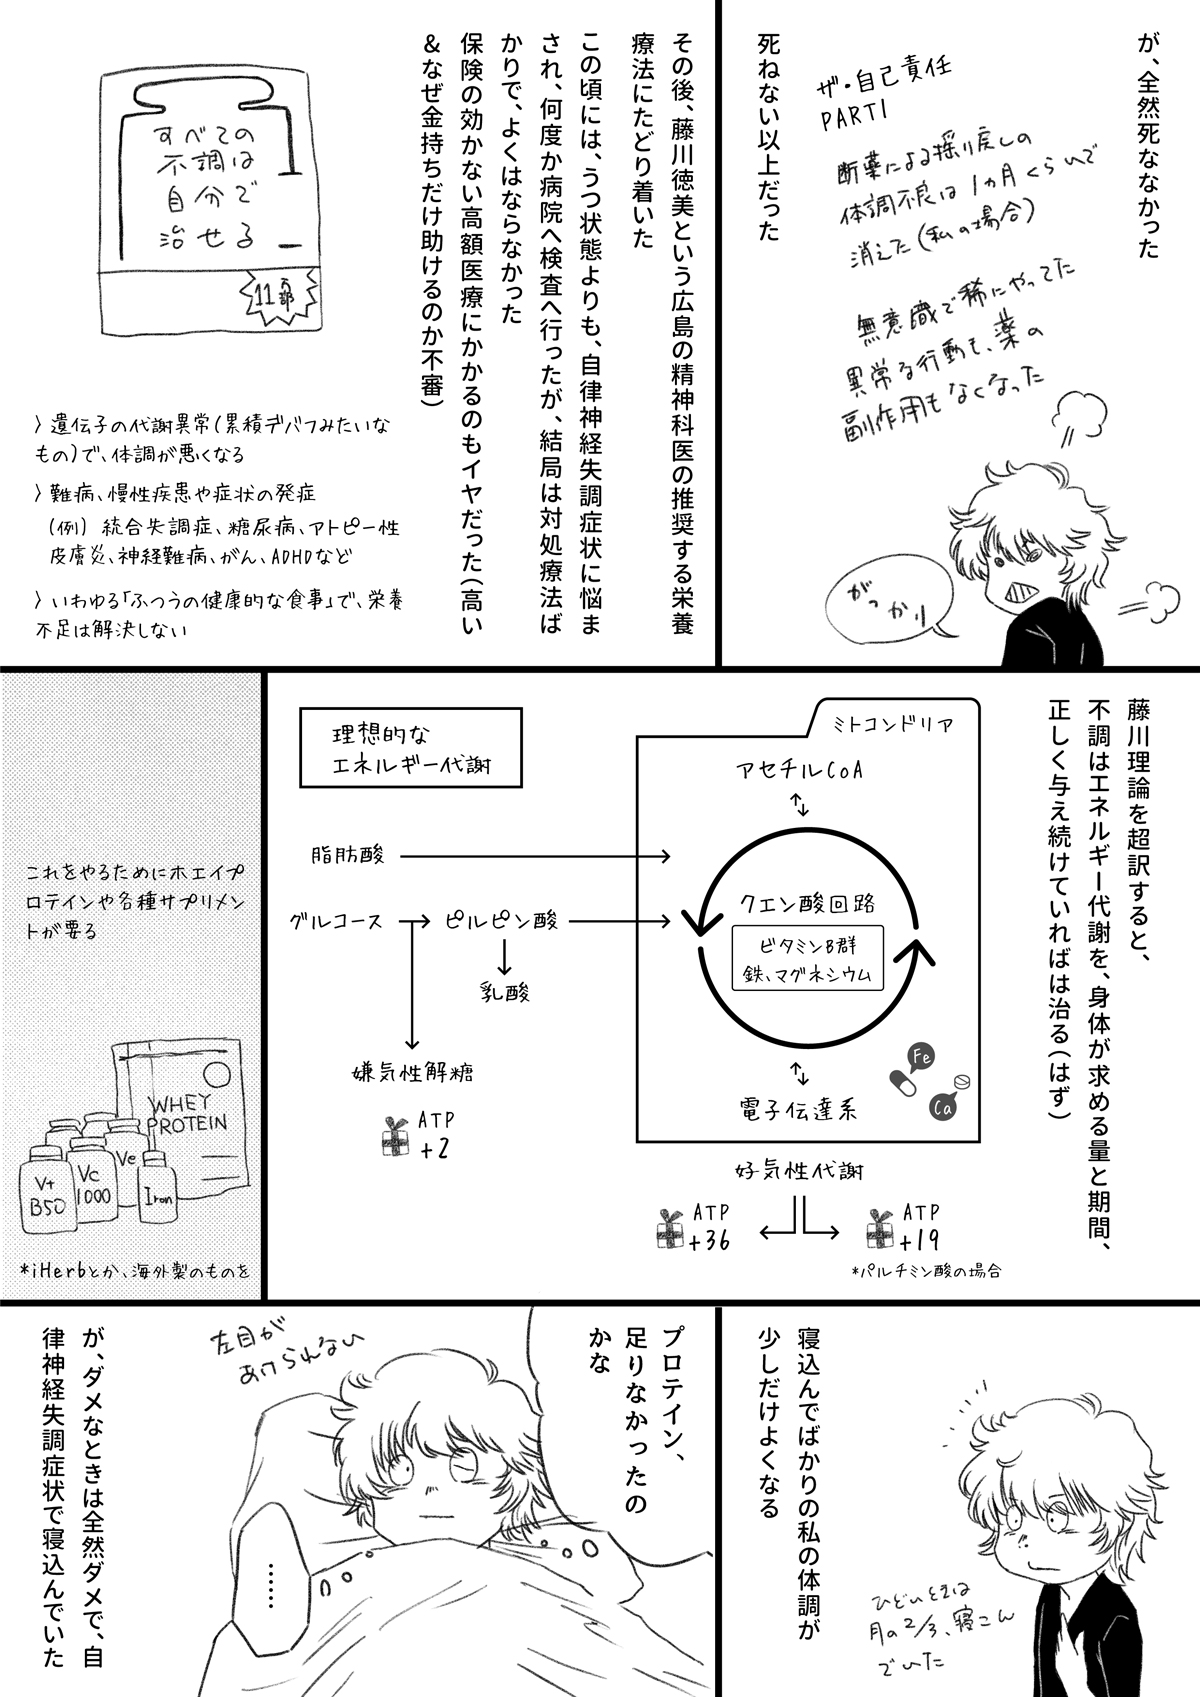 が、全然死ななかった
ザ・自己責任
PART1
断薬による揺り戻しの
体調不良は1ヵ月くらいで
消えた(私の場合)
無意識で稀にやってた
異常な行動も、薬の
副作用もなくなった
がっかり
死ねない以上だった
その後、藤川徳美という広島の精神科医の推奨する栄養
療法にたどり着いた
この頃には、うつ状態よりも、自律神経失調症状に悩ま
され、何度か病院へ検査へ行ったが、結局は対処療法ば
かりで、よくはならなかった
保険の効かない高額医療にかかるのもイヤだった(高い
&なぜ金持ちだけ助けるのか不審)
すべての
不調は
自分で
治せる
11万部
〉遺伝子の代謝異常(累積デバフみたいな
もの)で、体調が悪くなる
〉難病、慢性疾患や症状の発症
(例) 統合失調症、糖尿病、アトピー性
皮膚炎、神経難病、がん、ADHDなど
〉いわゆる「ふつうの健康的な食事」で、栄養
不足は解決しない
藤川理論を超訳すると、
不調はエネルギー代謝を、身体が求める量と期間、
正しく与え続けていればは治る(はず)
理想的な
エネルギー代謝
ミトコンドリア
アセチルCoA
脂肪酸
グルコース
ピルビン酸
乳酸
クエン酸回路
ビタミンB群
鉄、マグネシウム
嫌気性解糖
ATP
+2
Fe
Ca
電子伝達系
好気性代謝
ATP
+36
ATP
+19
*パルチミン酸の場合
これをやるためにホエイプ
ロテインや各種サプリメン
トが要る
WHEY
PROTEIN
V+
B50
Vc
1000
Ve
Iron
*iHerbとか、海外製のものを
寝込んでばかりの私の体調が
少しだけよくなる
ひどいときは
月の2/3、寝こん
でいた
プロテイン、
足りなかったの
かな
左目が
あけられない
……
が、ダメなときは全然ダメで、自
律神経失調症状で寝込んでいた